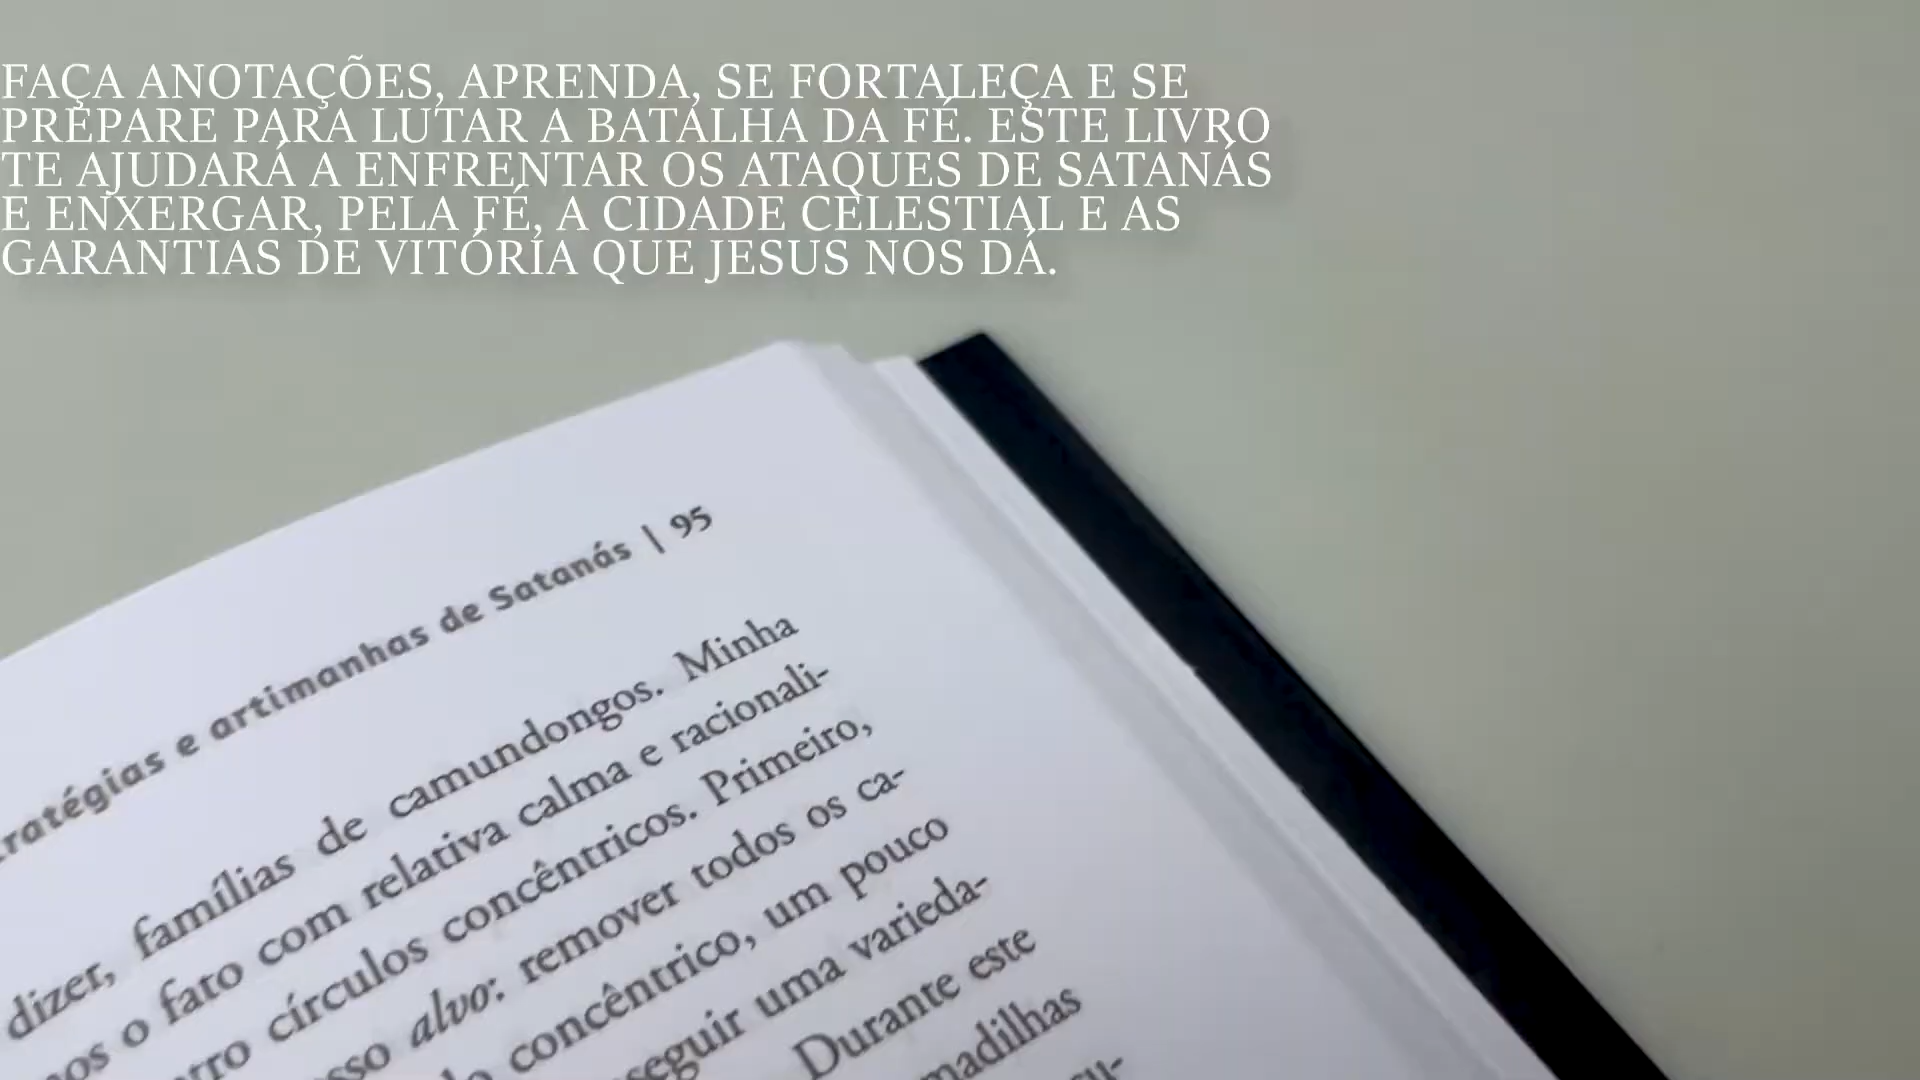 FAÇA ANOTAÇÕES, APRENDA, SE FORTALEÇA E SE
PREPARE PARA LUTAR A BATALHA DA FÉ. ESTE LIVRO
TE AJUDARÁ A ENFRENTAR OS ATAQUES DE SATANÁS
E ENXERGAR, PELA FÉ, A CIDADE CELESTIAL E AS
GARANTIAS DE VITÓRIA QUE JESUS NOS DÁ.
ratégias e artimanhas de Satanás | 95
dizer, famílias de camundongos. Minha
o fato com relativa calma e racionali-
círculos concêntricos. Primeiro,
alvo: remover todos os ca-
concêntrico, um pouco
seguir uma varieda-
Durante este
madilhas